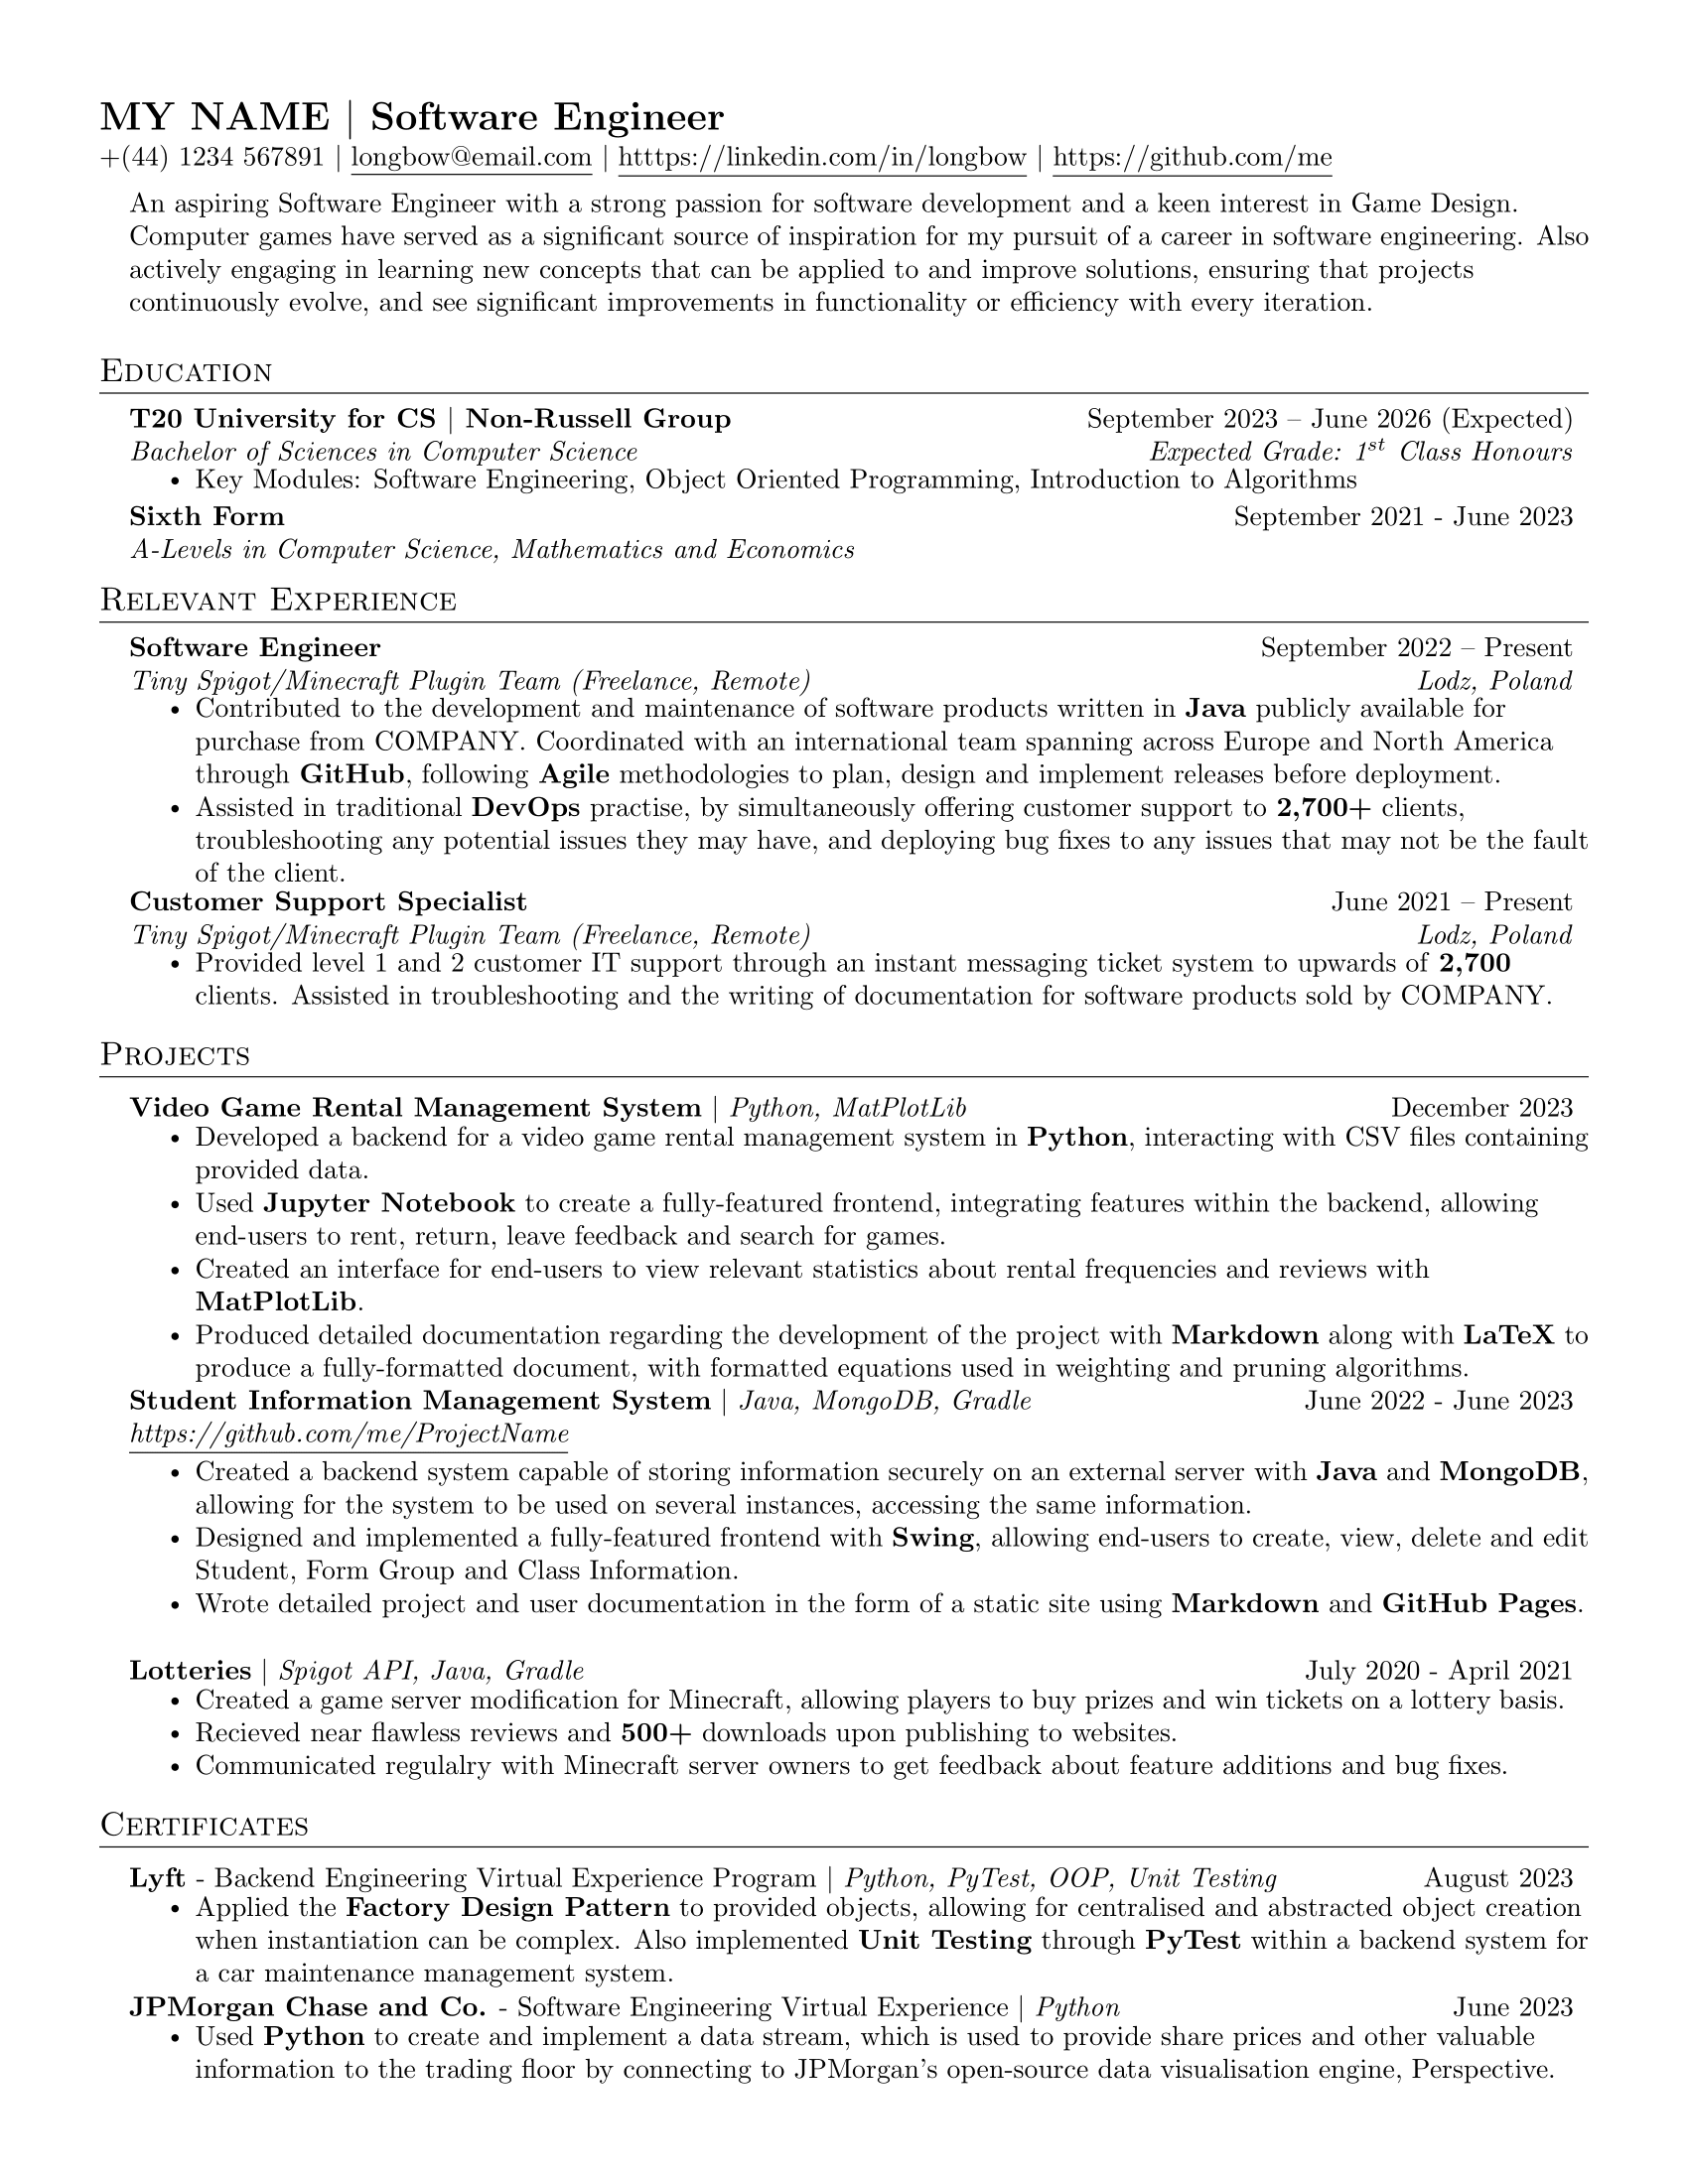 MY NAME | Software Engineer
+(44) 1234 567891 | longbow@email.com | htttps://linkedin.com/in/longbow | https://github.com/me
An aspiring Software Engineer with a strong passion for software development and a keen interest in Game Design.
Computer games have served as a significant source of inspiration for my pursuit of a career in software engineering. Also
actively engaging in learning new concepts that can be applied to and improve solutions, ensuring that projects
continuously evolve, and see significant improvements in functionality or efficiency with every iteration.
Education
T20 University for CS | Non-Russell Group September 2023 – June 2026 (Expected)
Bachelor of Sciences in Computer Science Expected Grade: 1st Class Honours
• Key Modules: Software Engineering, Object Oriented Programming, Introduction to Algorithms
Sixth Form September 2021 - June 2023
A-Levels in Computer Science, Mathematics and Economics
Relevant Experience
Software Engineer September 2022 – Present
Tiny Spigot/Minecraft Plugin Team (Freelance, Remote) Lodz, Poland
• Contributed to the development and maintenance of software products written in Java publicly available for
purchase from COMPANY. Coordinated with an international team spanning across Europe and North America
through GitHub, following Agile methodologies to plan, design and implement releases before deployment.
• Assisted in traditional DevOps practise, by simultaneously offering customer support to 2,700+ clients,
troubleshooting any potential issues they may have, and deploying bug fixes to any issues that may not be the fault
of the client.
Customer Support Specialist June 2021 – Present
Tiny Spigot/Minecraft Plugin Team (Freelance, Remote) Lodz, Poland
• Provided level 1 and 2 customer IT support through an instant messaging ticket system to upwards of 2,700
clients. Assisted in troubleshooting and the writing of documentation for software products sold by COMPANY.
Projects
Video Game Rental Management System | Python, MatPlotLib December 2023
• Developed a backend for a video game rental management system in Python, interacting with CSV files containing
provided data.
• Used Jupyter Notebook to create a fully-featured frontend, integrating features within the backend, allowing
end-users to rent, return, leave feedback and search for games.
• Created an interface for end-users to view relevant statistics about rental frequencies and reviews with
MatPlotLib.
• Produced detailed documentation regarding the development of the project with Markdown along with LaTeX to
produce a fully-formatted document, with formatted equations used in weighting and pruning algorithms.
Student Information Management System | Java, MongoDB, Gradle June 2022 - June 2023
https://github.com/me/ProjectName
• Created a backend system capable of storing information securely on an external server with Java and MongoDB,
allowing for the system to be used on several instances, accessing the same information.
• Designed and implemented a fully-featured frontend with Swing, allowing end-users to create, view, delete and edit
Student, Form Group and Class Information.
• Wrote detailed project and user documentation in the form of a static site using Markdown and GitHub Pages.
Lotteries | Spigot API, Java, Gradle July 2020 - April 2021
• Created a game server modification for Minecraft, allowing players to buy prizes and win tickets on a lottery basis.
• Recieved near flawless reviews and 500+ downloads upon publishing to websites.
• Communicated regulalry with Minecraft server owners to get feedback about feature additions and bug fixes.
Certificates
Lyft - Backend Engineering Virtual Experience Program | Python, PyTest, OOP, Unit Testing August 2023
• Applied the Factory Design Pattern to provided objects, allowing for centralised and abstracted object creation
when instantiation can be complex. Also implemented Unit Testing through PyTest within a backend system for
a car maintenance management system.
JPMorgan Chase and Co. - Software Engineering Virtual Experience | Python June 2023
• Used Python to create and implement a data stream, which is used to provide share prices and other valuable
information to the trading floor by connecting to JPMorgan's open-source data visualisation engine, Perspective.